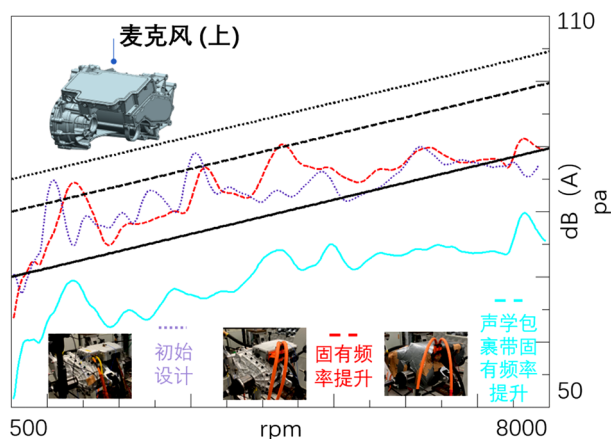 麦克风 (上)
110
dB (A)
pa
50
初始
设计
固有频
率提升
声学包
裹带固
有频率
提升
500
rpm
8000